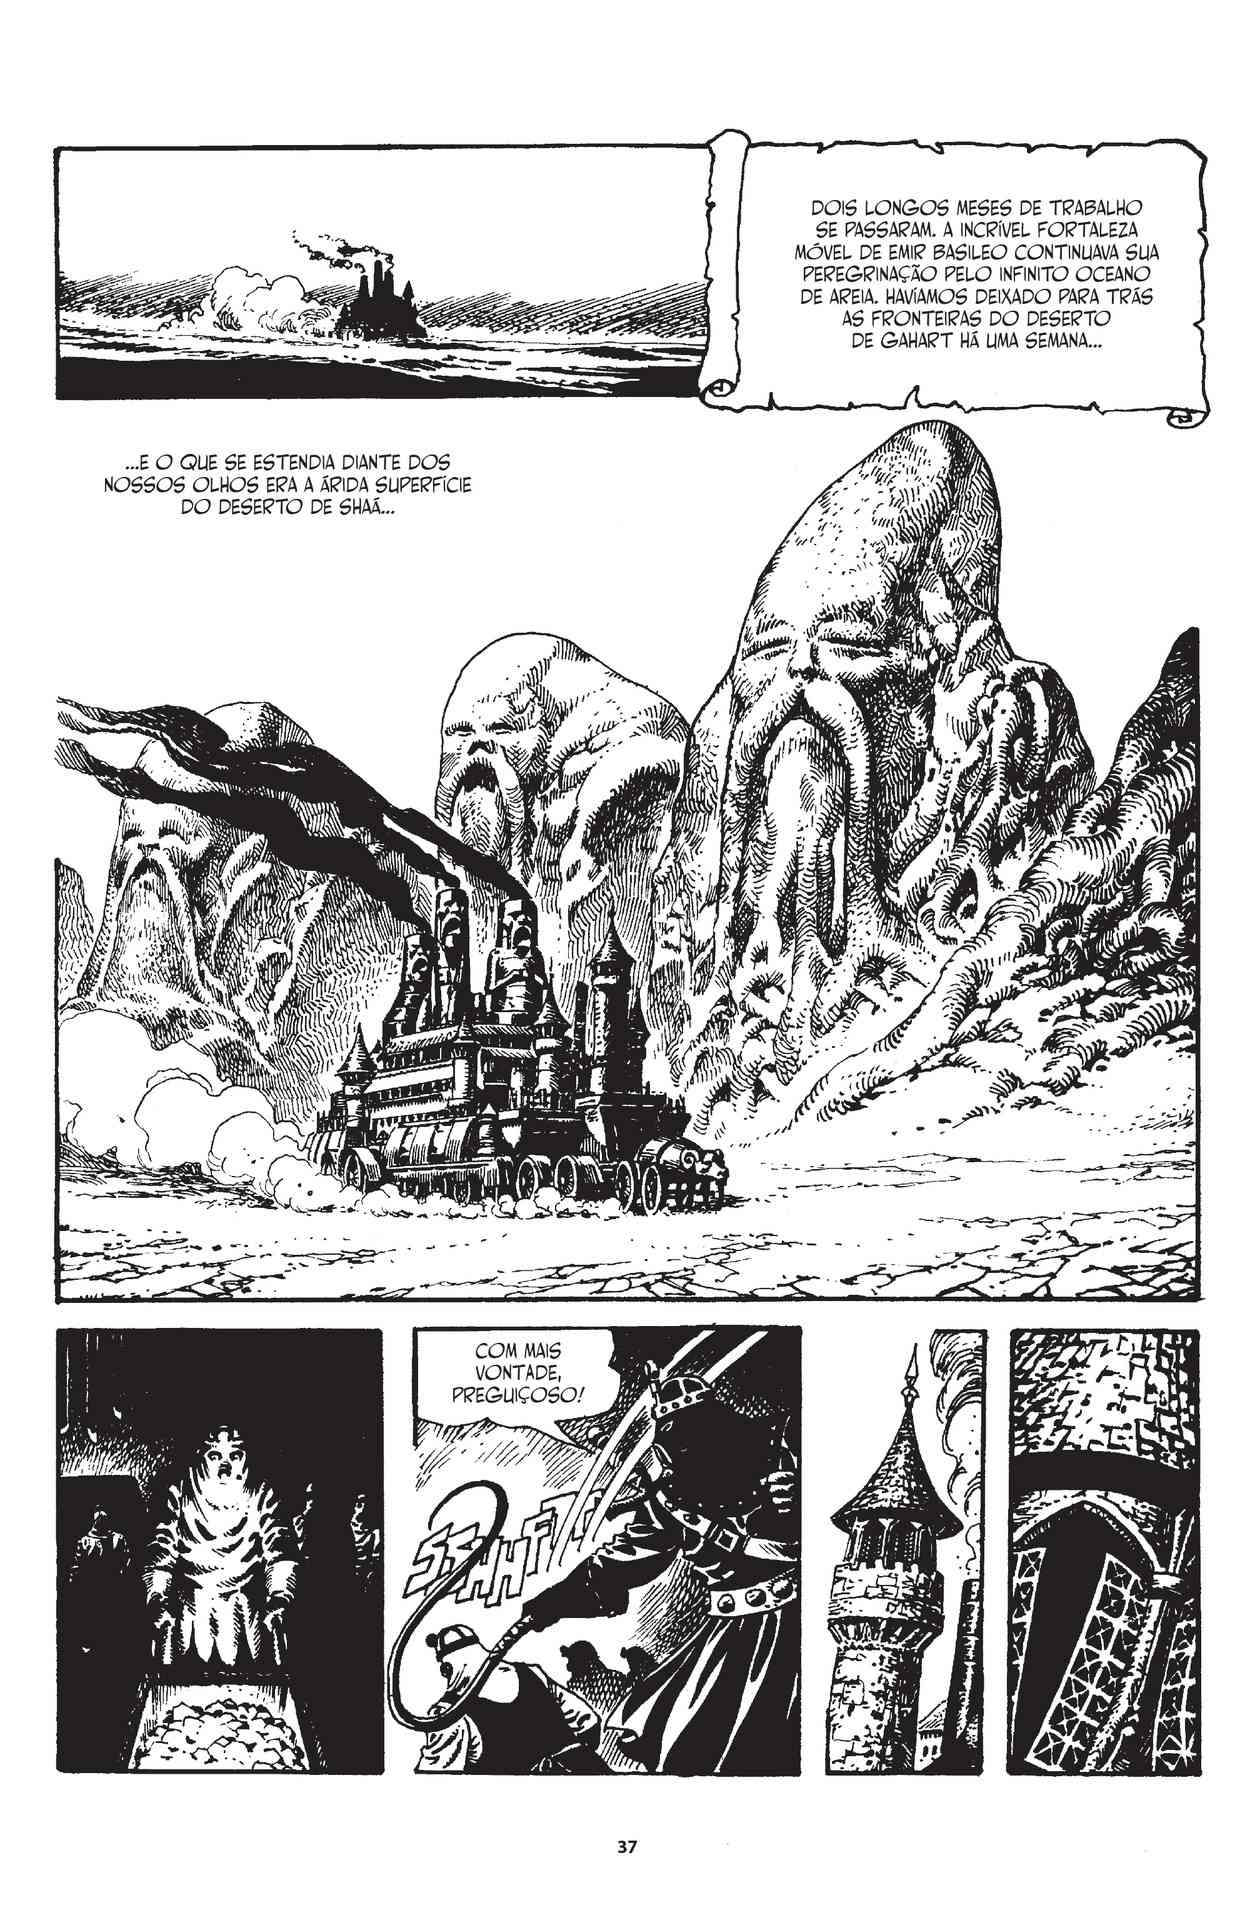 DOIS LONGOS MESES DE TRABALHO
SE PASSARAM. A INCRÍVEL FORTALEZA
MÓVEL DE EMIR BASILEO CONTINUAVA SUA
PEREGRINAÇÃO PELO INFINITO OCEANO
DE AREIA. HAVÍAMOS DEIXADO PARA TRÁS
AS FRONTEIRAS DO DESERTO
DE GAHART HÁ UMA SEMANA...
...E O QUE SE ESTENDIA DIANTE DOS
NOSSOS OLHOS ERA A ÁRIDA SUPERFÍCIE
DO DESERTO DE SHAÁ...
COM MAIS
VONTADE,
PREGUIÇOSO!
37